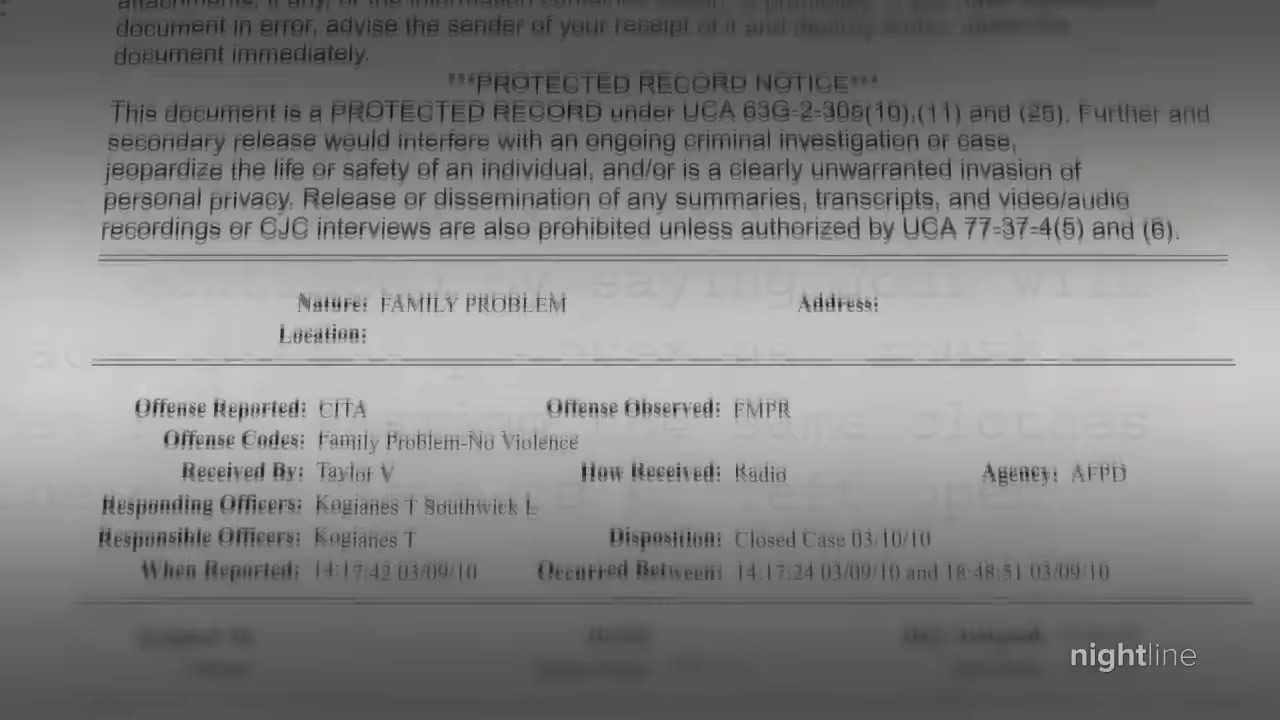 document in error, advise the sender of your receipt of it and
document immediately.
***PROTECTED RECORD NOTICE***
This document is a PROTECTED RECORD under UCA 63G-2-305(10),(11) and (25). Further and
secondary release would interfere with an ongoing criminal investigation or case,
jeopardize the life or safety of an individual, and/or is a clearly unwarranted invasion of
personal privacy. Release or dissemination of any summaries, transcripts, and video/audio
recordings or CJC interviews are also prohibited unless authorized by UCA 77-37-4(5) and (6).
Nature: FAMILY PROBLEM Address:
Location:
Offense Reported: CITA Offense Observed: FMPR
Offense Codes: Family Problem-No Violence
Received By: Taylor V How Received: Radio Agency: AFPD
Responding Officers: Kogianes T Southwick L
Responsible Officers: Kogianes T Disposition: Closed Case 03/10/10
When Reported: 14:17:42 03/09/10 Occurred Between: 14:17:24 03/09/10 and 18:48:51 03/09/10
nightline